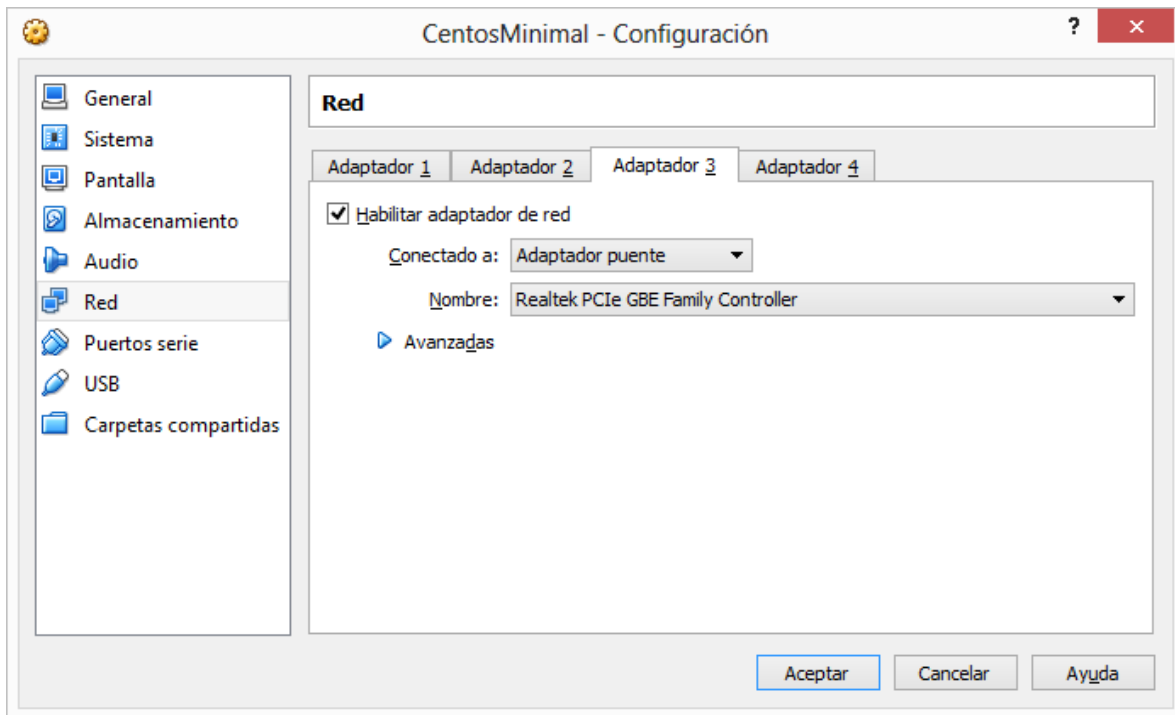 CentosMinimal - Configuración
?
General
Sistema
Pantalla
Almacenamiento
Audio
Red
Puertos serie
USB
Carpetas compartidas
Red
Adaptador 1 Adaptador 2 Adaptador 3 Adaptador 4
Habilitar adaptador de red
Conectado a: Adaptador puente
Nombre: Realtek PCIe GBE Family Controller
Avanzadas
Aceptar Cancelar Ayuda